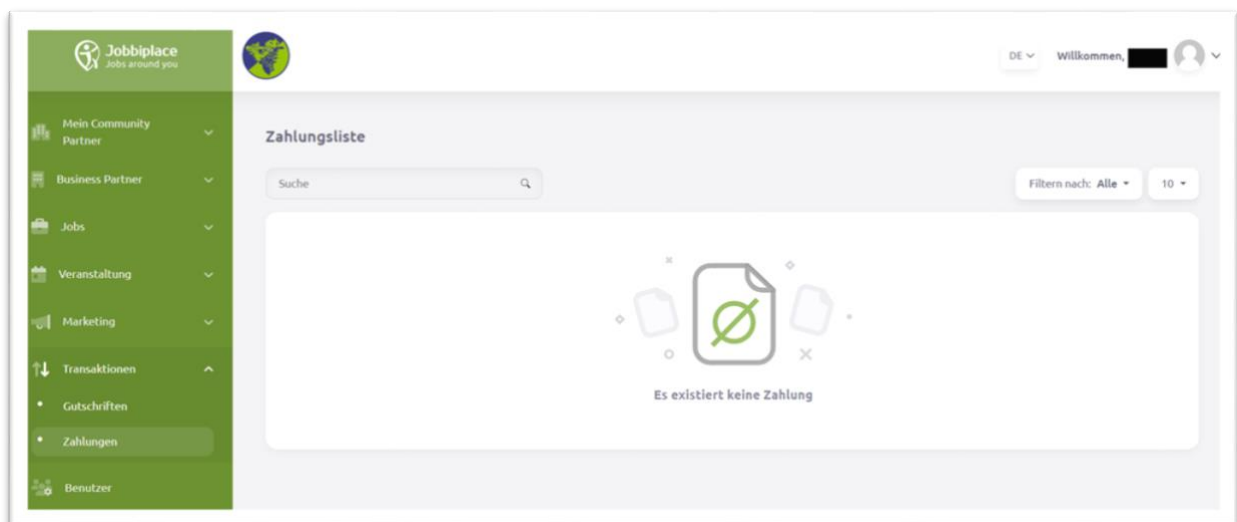 Jobbiplace
Jobs around you
DE
Willkommen,
Mein Community
Partner
Business Partner
Jobs
Veranstaltung
Marketing
Transaktionen
Gutschriften
Zahlungen
Benutzer
Zahlungsliste
Suche
Filtern nach: Alle
10
Es existiert keine Zahlung